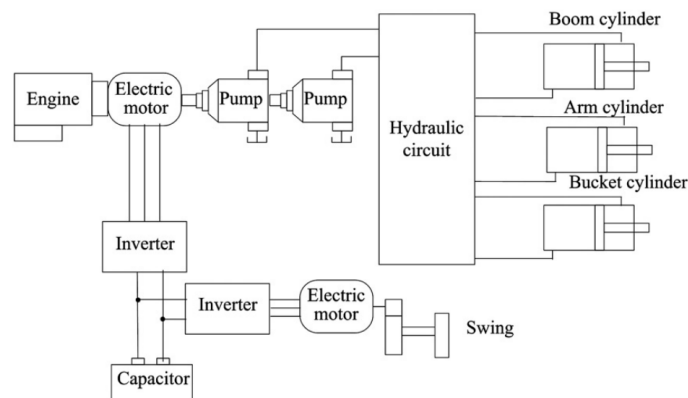 Boom cylinder
Engine
Electric
motor
Pump
Pump
Hydraulic
circuit
Arm cylinder
Bucket cylinder
Inverter
Inverter
Electric
motor
Swing
Capacitor